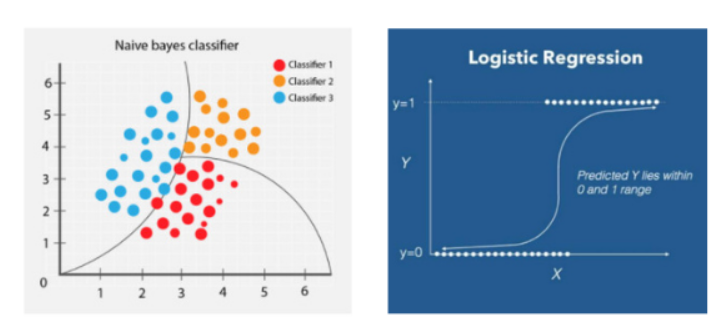 Naive bayes classifier
Classifier 1
Classifier 2
Classifier 3
6
5
4
3
2
1
0
1 2 3 4 5 6
Logistic Regression
y=1
Y
Predicted Y lies within
0 and 1 range
y=0
X